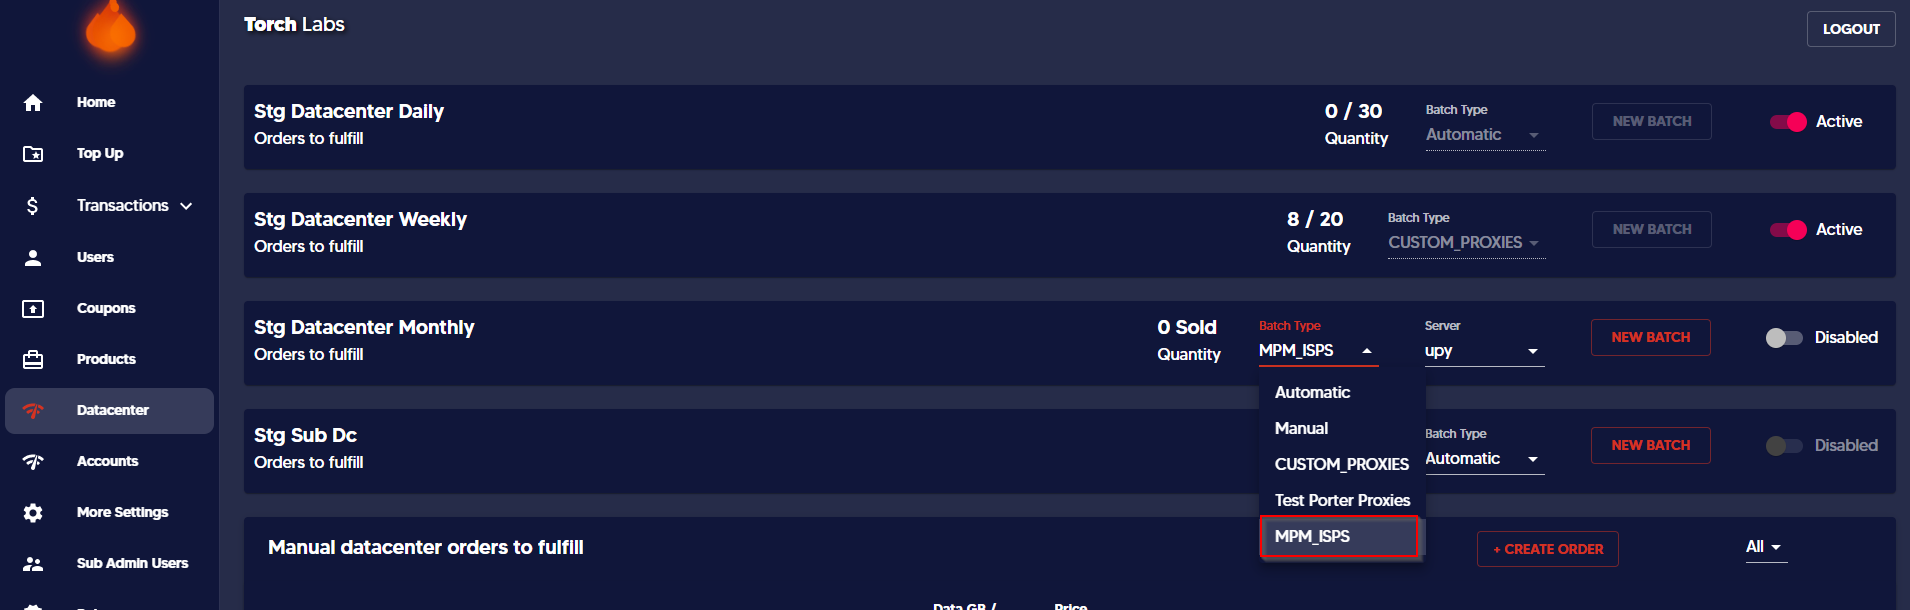 Torch Labs
LOGOUT
Home
Top Up
Transactions
Users
Coupons
Products
Datacenter
Accounts
More Settings
Sub Admin Users
Stg Datacenter Daily
Orders to fulfill
0 / 30
Quantity
Batch Type
Automatic
NEW BATCH
Active
Stg Datacenter Weekly
Orders to fulfill
8 / 20
Quantity
Batch Type
CUSTOM_PROXIES
NEW BATCH
Active
Stg Datacenter Monthly
Orders to fulfill
0 Sold
Quantity
Batch Type
MPM_ISPS
Server
upy
NEW BATCH
Disabled
Automatic
Manual
CUSTOM_PROXIES
Test Porter Proxies
MPM_ISPS
Stg Sub Dc
Orders to fulfill
Batch Type
Automatic
NEW BATCH
Disabled
Manual datacenter orders to fulfill
+ CREATE ORDER
All
Data GB /
Price